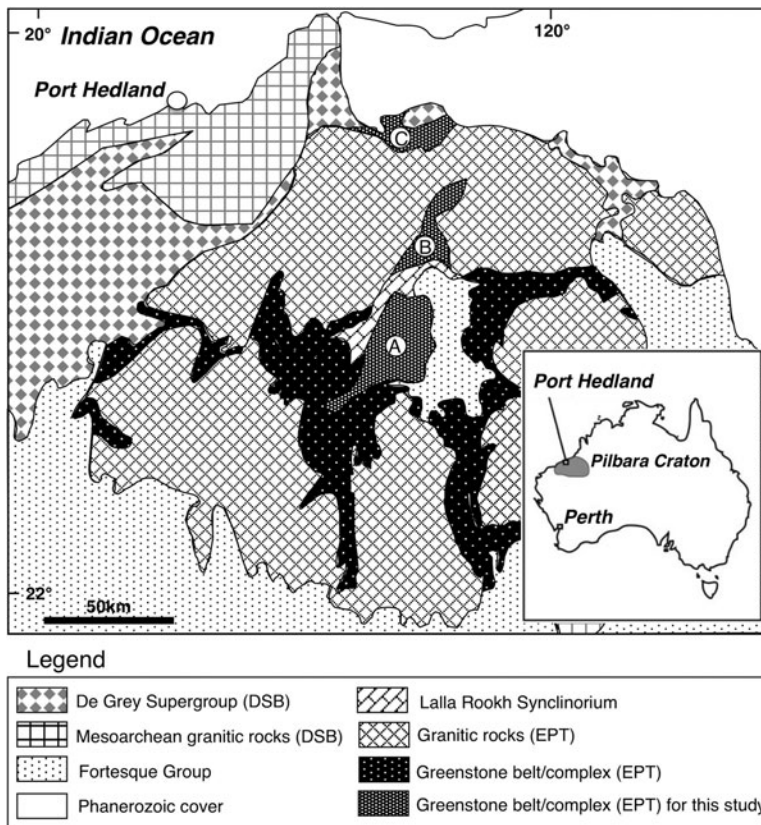 20°
Indian Ocean
120°
Port Hedland
C
B
A
Port Hedland
Pilbara Craton
Perth
22°
50km
Legend
De Grey Supergroup (DSB)
Lalla Rookh Synclinorium
Mesoarchean granitic rocks (DSB)
Granitic rocks (EPT)
Fortesque Group
Greenstone belt/complex (EPT)
Phanerozoic cover
Greenstone belt/complex (EPT) for this study